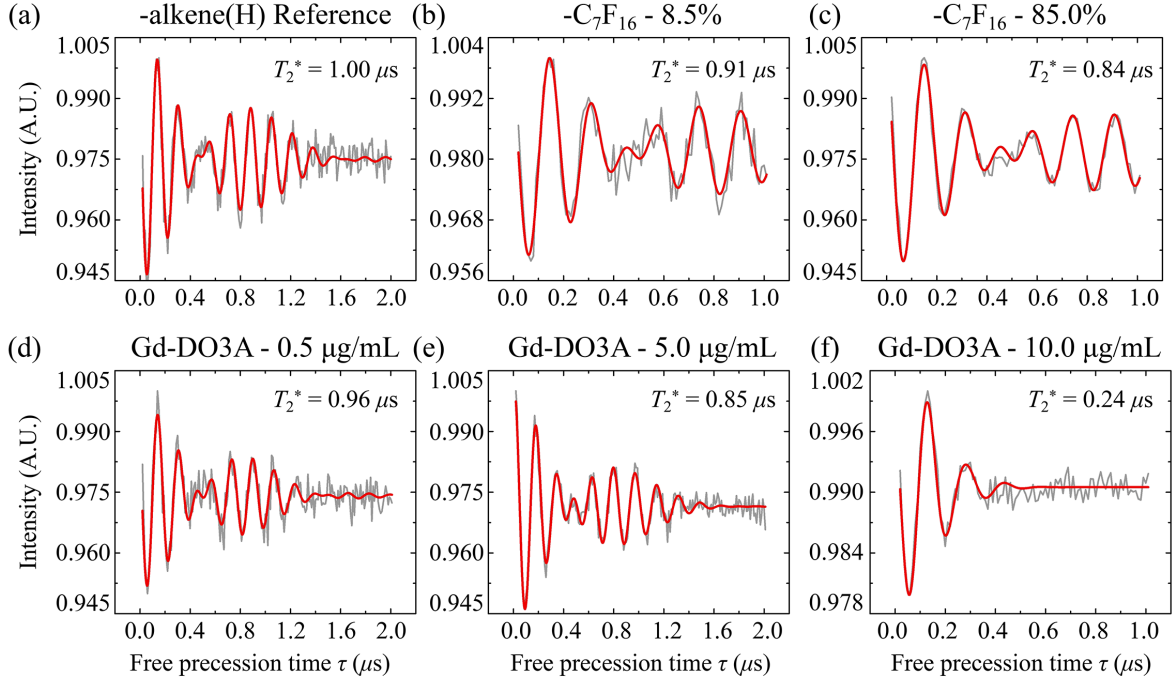 (a) -alkene(H) Reference
(b) -C₇F₁₆ - 8.5%
(c) -C₇F₁₆ - 85.0%
T₂* = 1.00 μs
T₂* = 0.91 μs
T₂* = 0.84 μs
Intensity (A.U.)
1.005
0.990
0.975
0.960
0.945
0.0 0.4 0.8 1.2 1.6 2.0
1.004
0.992
0.980
0.968
0.956
0.0 0.2 0.4 0.6 0.8 1.0
1.005
0.990
0.975
0.960
0.945
0.0 0.2 0.4 0.6 0.8 1.0
(d) Gd-DO3A - 0.5 μg/mL
(e) Gd-DO3A - 5.0 μg/mL
(f) Gd-DO3A - 10.0 μg/mL
T₂* = 0.96 μs
T₂* = 0.85 μs
T₂* = 0.24 μs
Intensity (A.U.)
1.005
0.990
0.975
0.960
0.945
0.0 0.4 0.8 1.2 1.6 2.0
Free precession time τ (μs)
1.005
0.990
0.975
0.960
0.945
0.0 0.4 0.8 1.2 1.6 2.0
Free precession time τ (μs)
1.002
0.996
0.990
0.984
0.978
0.0 0.2 0.4 0.6 0.8 1.0
Free precession time τ (μs)